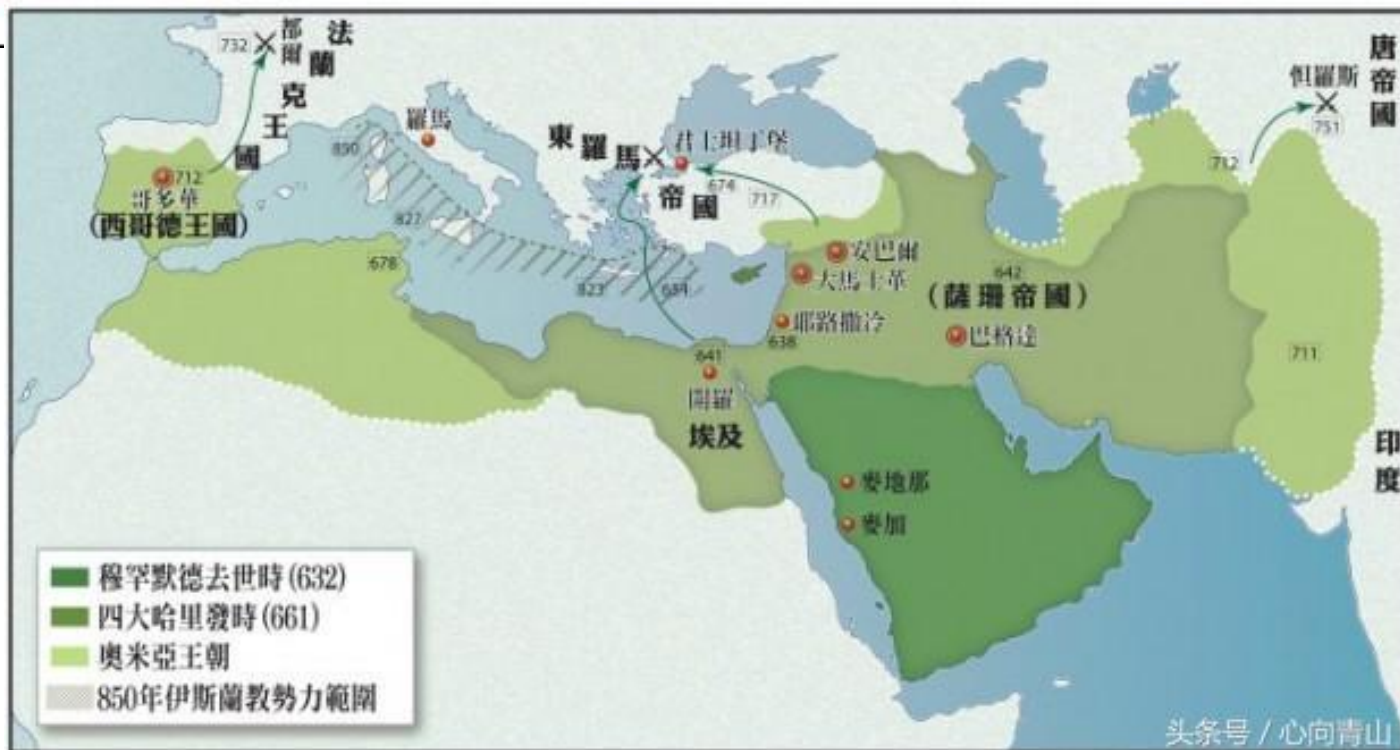 732
都爾
法蘭克王國
712
哥多華
(西哥德王國)
羅馬
850
827
678
823
654
東羅馬帝國
君士坦丁堡
674
717
安巴爾
大馬士革
耶路撒冷
638
641
開羅
埃及
642
(薩珊帝國)
巴格達
麥地那
麥加
唐帝國
怛羅斯
751
712
711
印度
穆罕默德去世時(632)
四大哈里發時(661)
奧米亞王朝
850年伊斯蘭教勢力範圍
头条号 / 心向青山